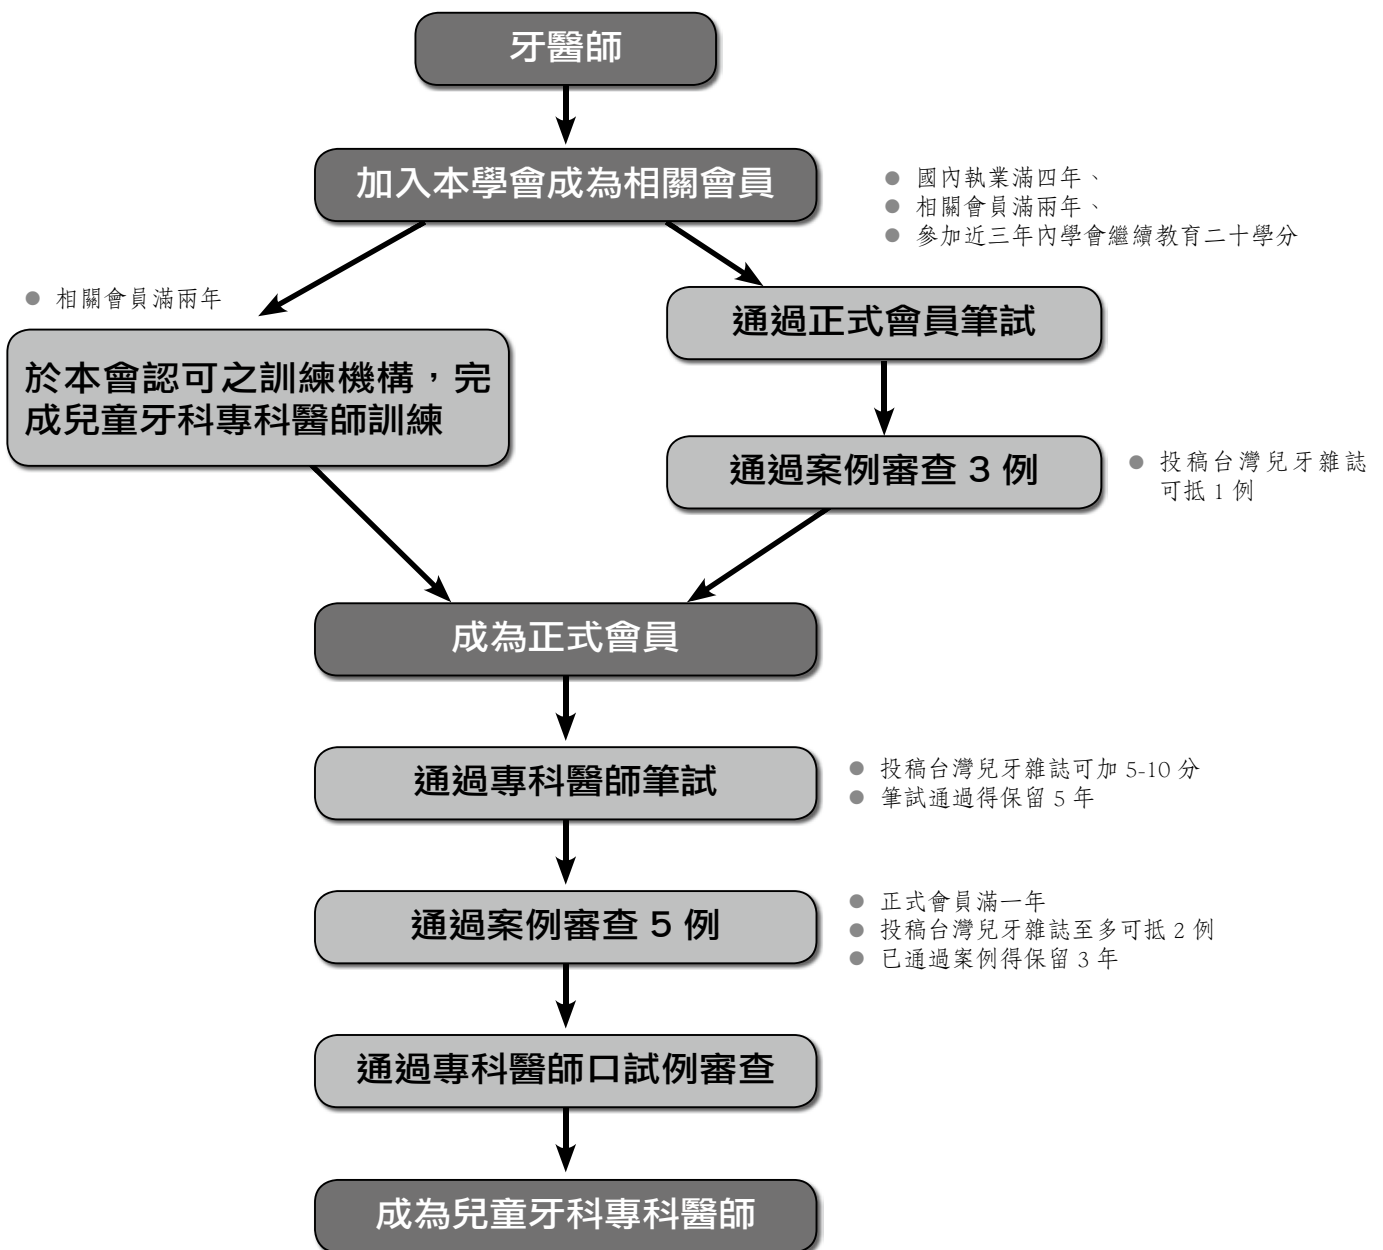 牙醫師
加入本學會成為相關會員
● 國內執業滿四年、
● 相關會員滿兩年、
● 參加近三年內學會繼續教育二十學分
● 相關會員滿兩年
於本會認可之訓練機構，完
成兒童牙科專科醫師訓練
通過正式會員筆試
通過案例審查 3 例
● 投稿台灣兒牙雜誌
可抵 1 例
成為正式會員
通過專科醫師筆試
● 投稿台灣兒牙雜誌可加 5-10 分
● 筆試通過得保留 5 年
通過案例審查 5 例
● 正式會員滿一年
● 投稿台灣兒牙雜誌至多可抵 2 例
● 已通過案例得保留 3 年
通過專科醫師口試例審查
成為兒童牙科專科醫師